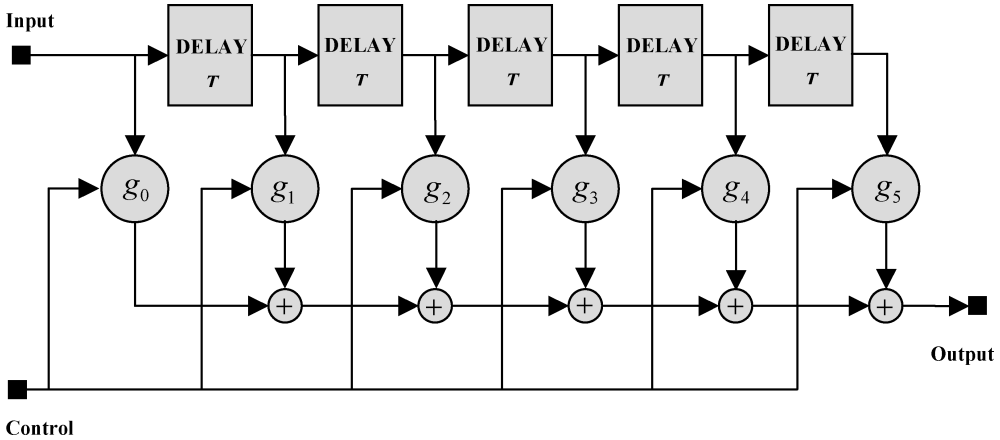 Input
DELAY
T
DELAY
T
DELAY
T
DELAY
T
DELAY
T
g0
g1
g2
g3
g4
g5
+
+
+
+
+
Output
Control